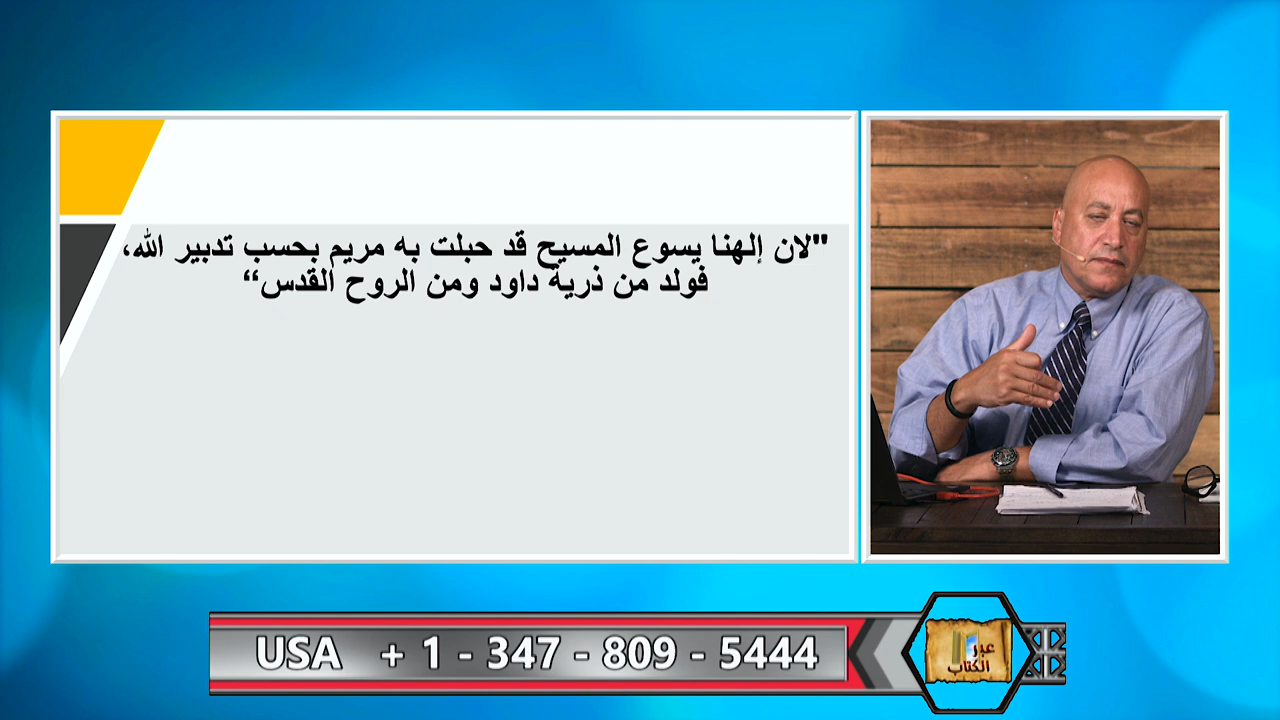 "لان إلهنا يسوع المسيح قد حبلت به مريم بحسب تدبير الله،
فولد من ذرية داود ومن الروح القدس“
USA + 1 - 347 - 809 - 5444
عبر
الكتاب